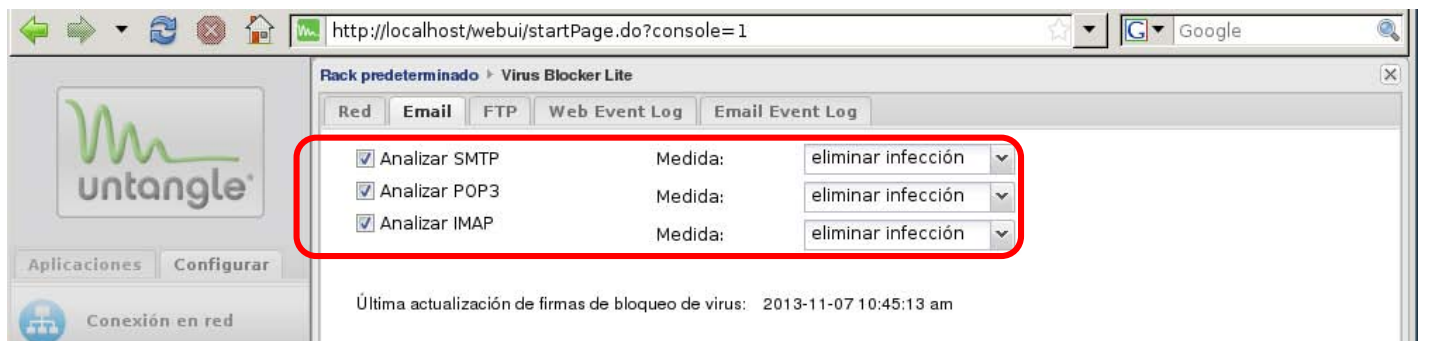 http://localhost/webui/startPage.do?console=1
G Google
Rack predeterminado Virus Blocker Lite
Red Email FTP Web Event Log Email Event Log
untangle
Analizar SMTP Medida: eliminar infección
Analizar POP3 Medida: eliminar infección
Analizar IMAP Medida: eliminar infección
Aplicaciones Configurar
Última actualización de firmas de bloqueo de virus: 2013-11-07 10:45:13 am
Conexión en red